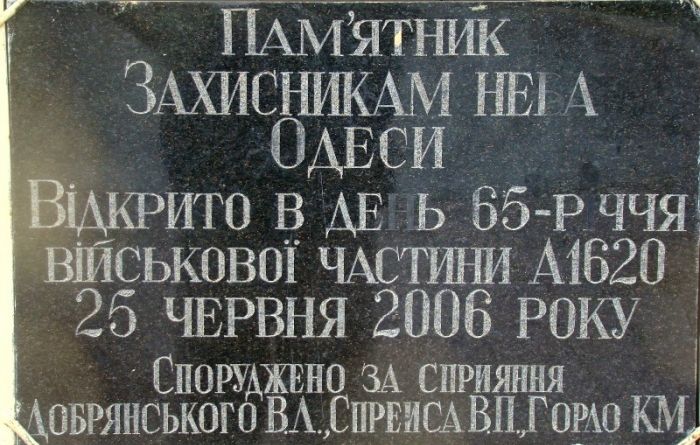 Пам'ятник
Захисникам неба
Одеси
Відкрито в день 65-р ччя
військової частини А1620
25 червня 2006 року
Споруджено за сприяння
Добрянського В.Л., Спреиса В.П., Горло К.М.